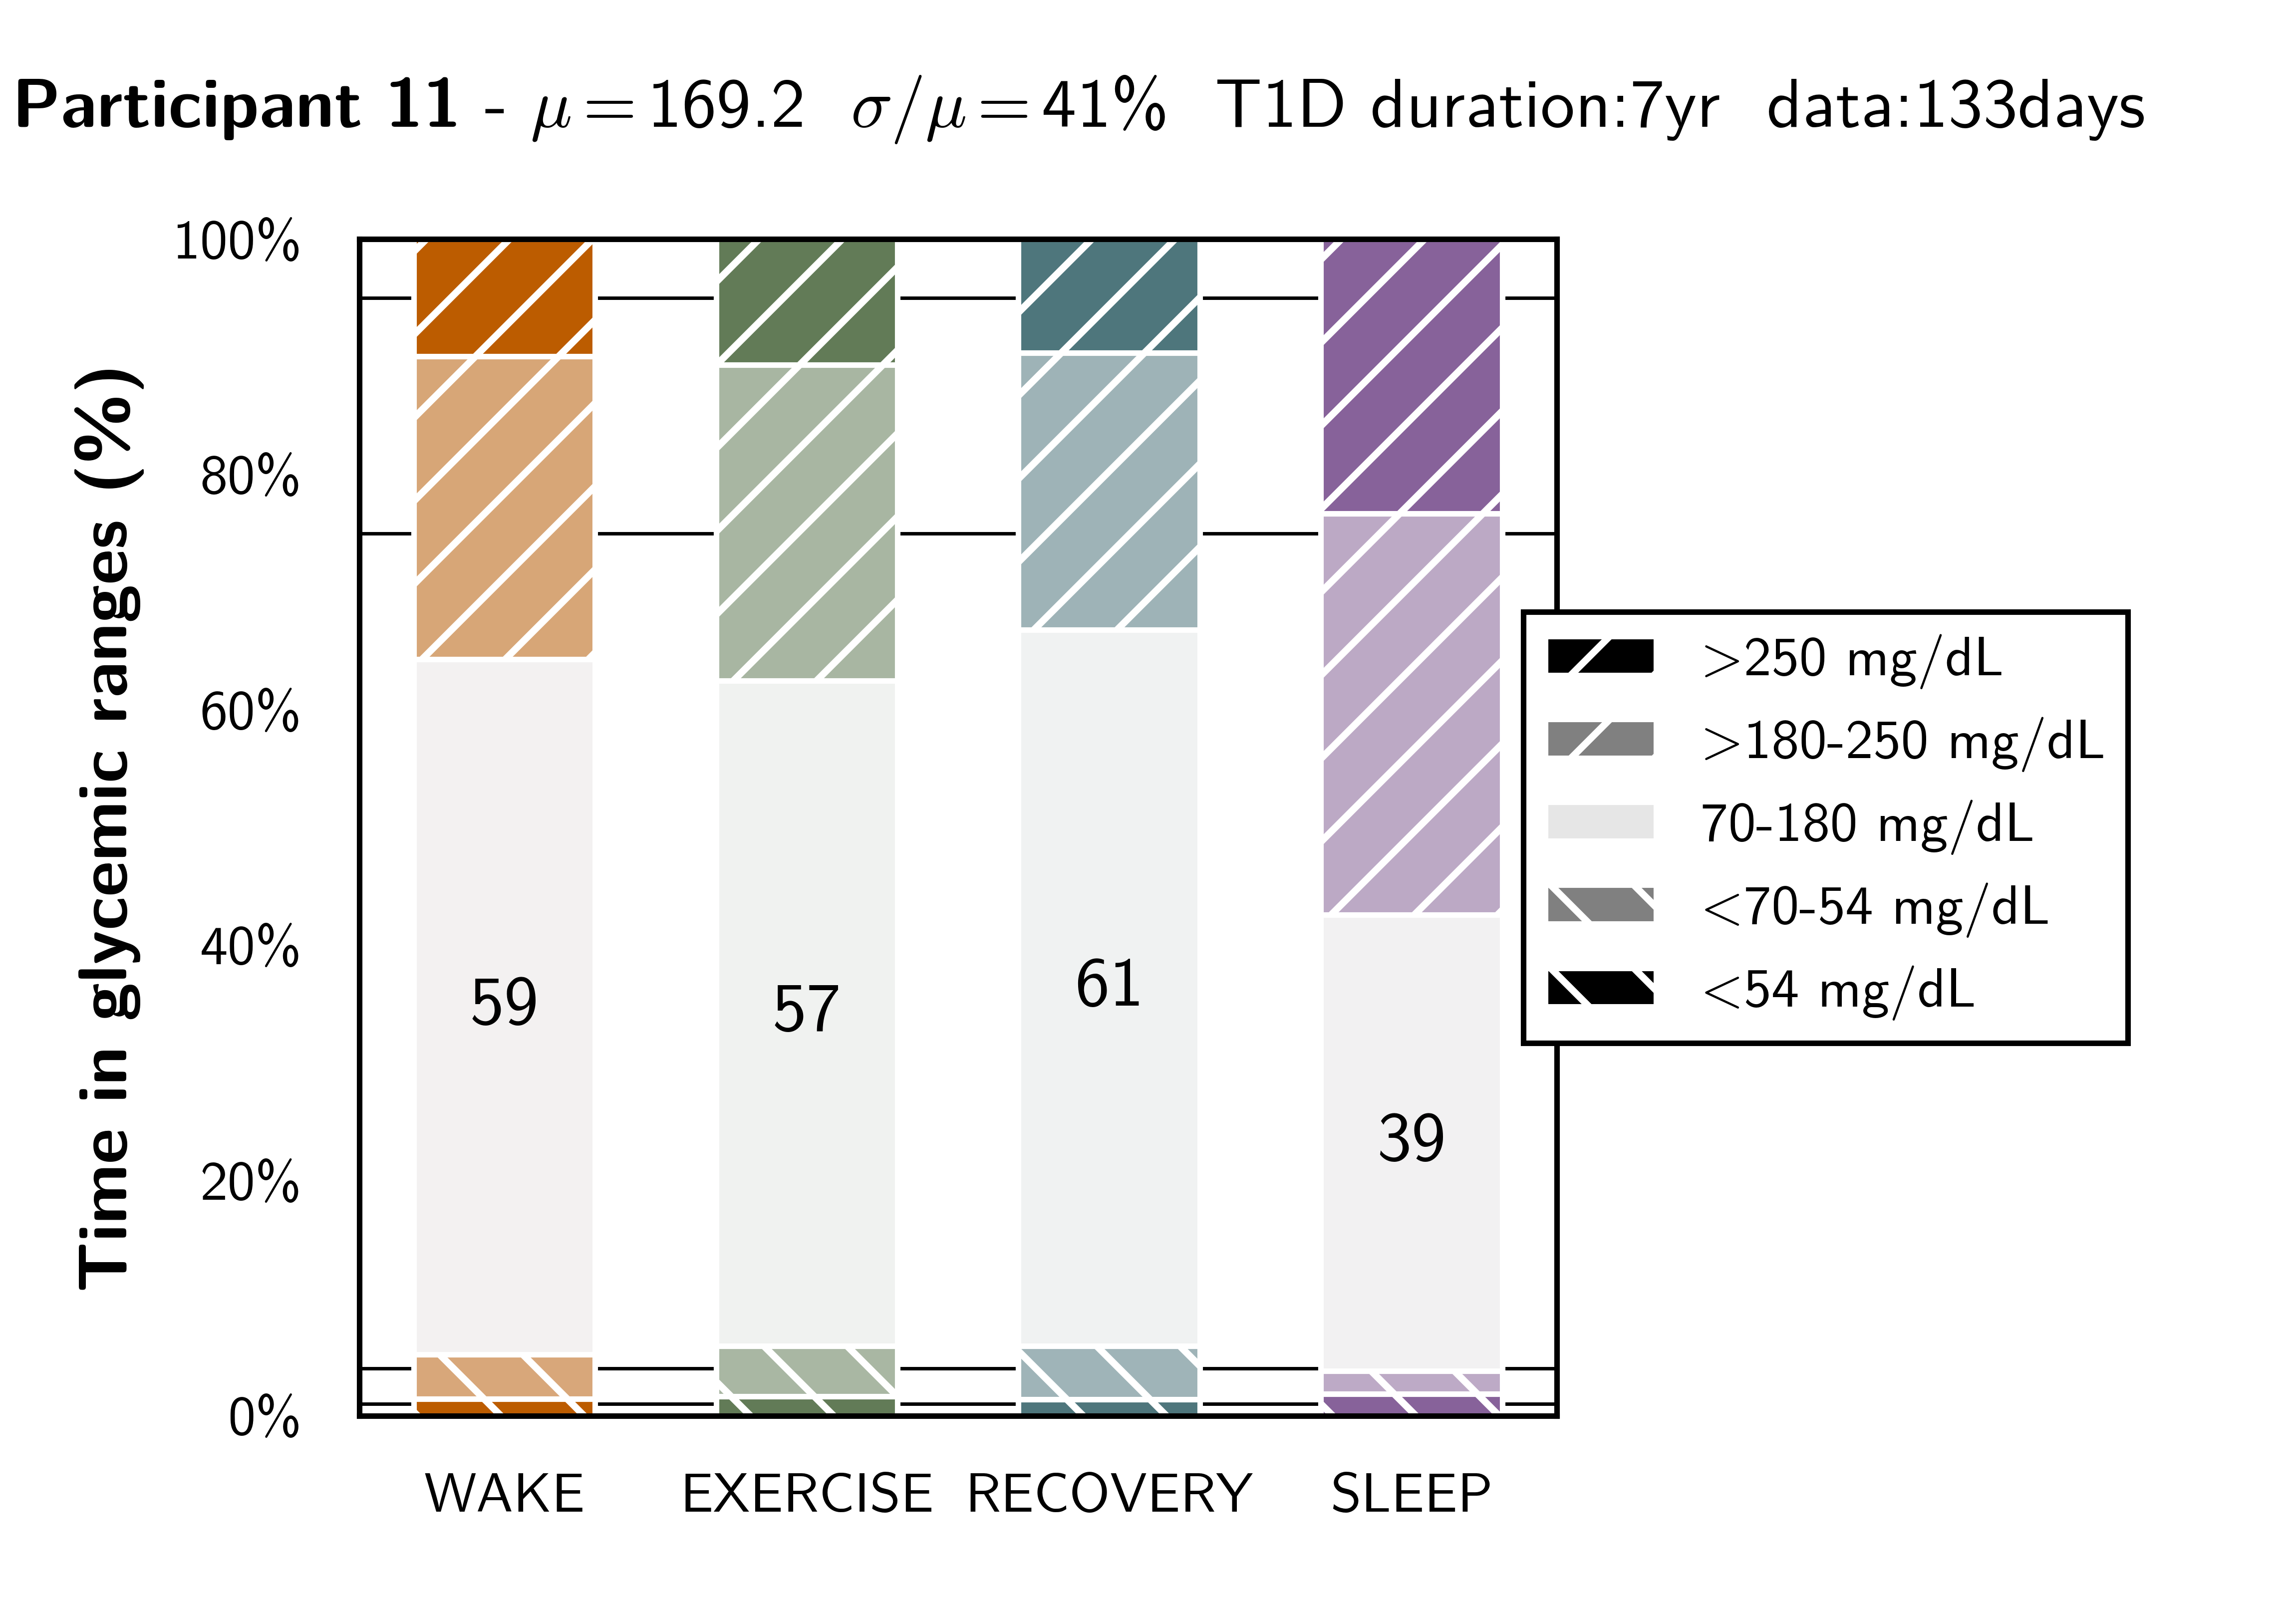 Participant 11 - μ = 169.2 σ/μ = 41% T1D duration:7yr data:133days
Time in glycemic ranges (%)
100%
80%
60%
40%
20%
0%
59
57
61
39
WAKE
EXERCISE
RECOVERY
SLEEP
>250 mg/dL
>180-250 mg/dL
70-180 mg/dL
<70-54 mg/dL
<54 mg/dL